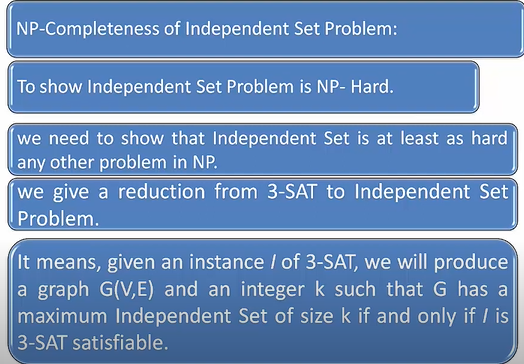 NP-Completeness of Independent Set Problem:
To show Independent Set Problem is NP- Hard.
we need to show that Independent Set is at least as hard
any other problem in NP.
we give a reduction from 3-SAT to Independent Set
Problem.
It means, given an instance I of 3-SAT, we will produce
a graph G(V,E) and an integer k such that G has a
maximum Independent Set of size k if and only if I is
3-SAT satisfiable.